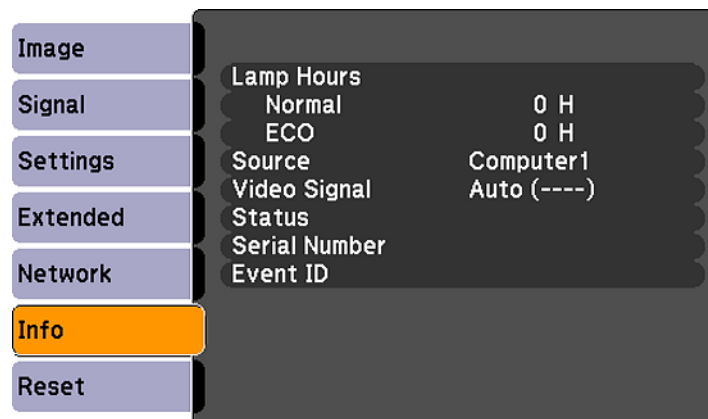 Image
Signal
Settings
Extended
Network
Info
Reset
Lamp Hours
Normal 0 H
ECO 0 H
Source Computer1
Video Signal Auto (----)
Status
Serial Number
Event ID